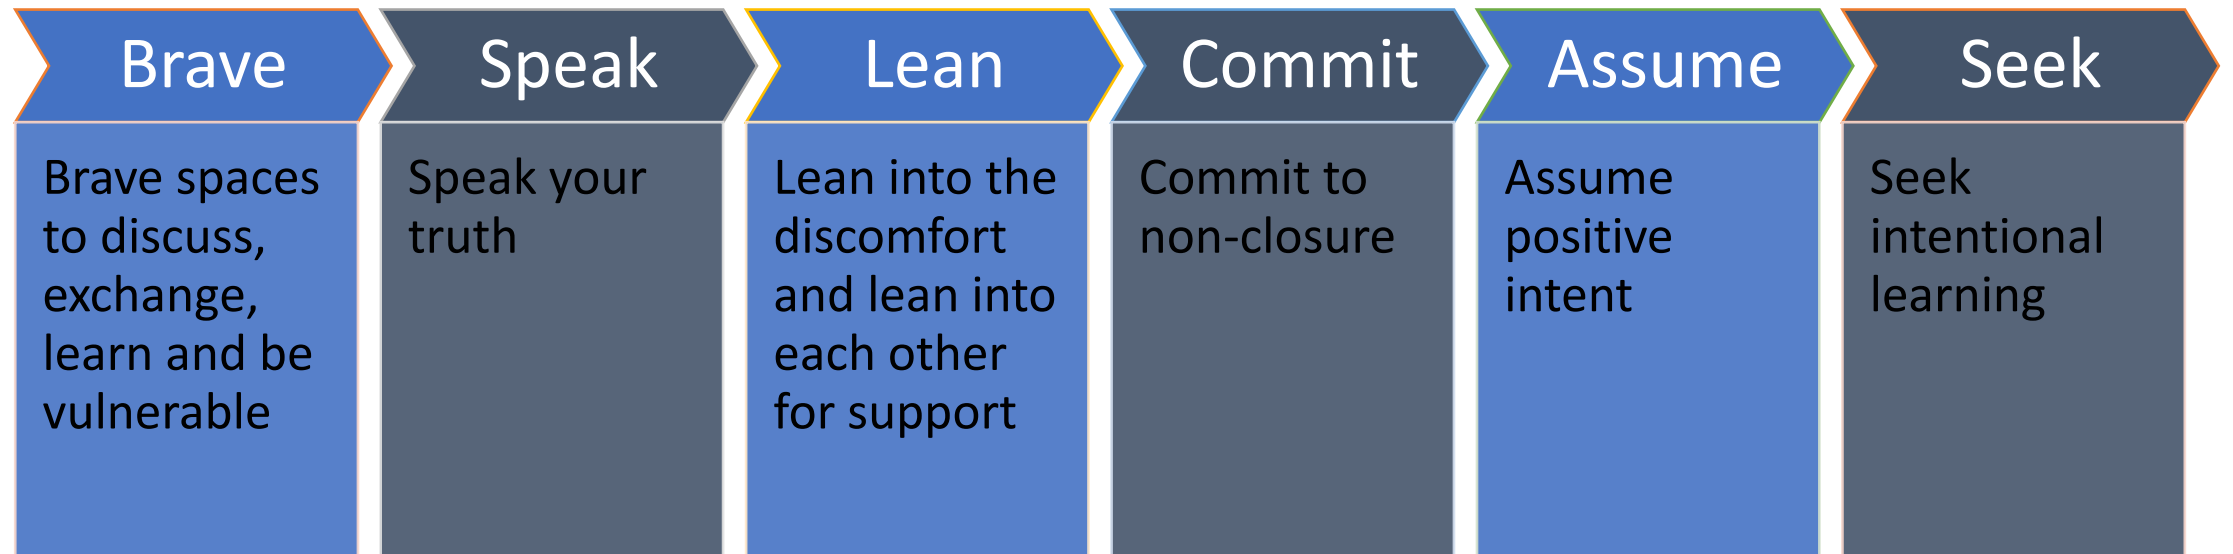 Brave
Brave spaces
to discuss,
exchange,
learn and be
vulnerable
Speak
Speak your
truth
Lean
Lean into the
discomfort
and lean into
each other
for support
Commit
Commit to
non-closure
Assume
Assume
positive
intent
Seek
Seek
intentional
learning